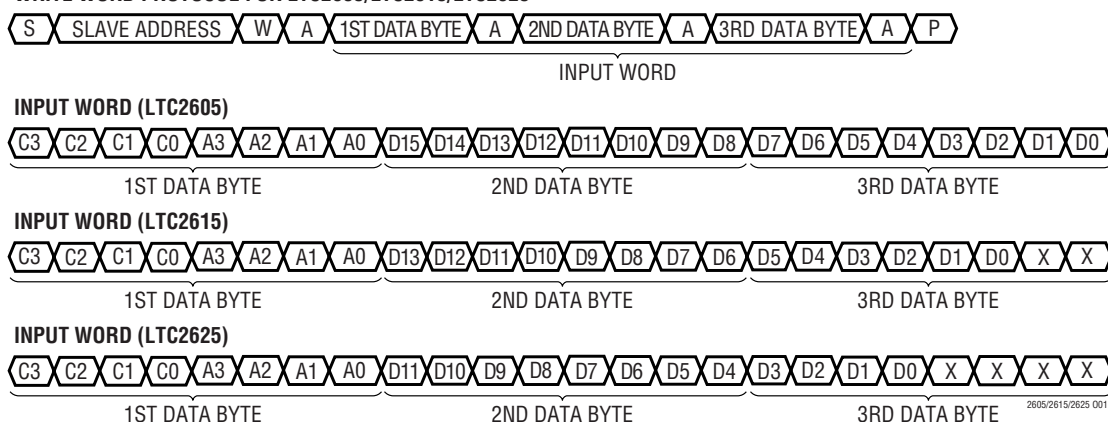 S SLAVE ADDRESS W A 1ST DATA BYTE A 2ND DATA BYTE A 3RD DATA BYTE A P
INPUT WORD
INPUT WORD (LTC2605)
C3 C2 C1 C0 A3 A2 A1 A0 D15 D14 D13 D12 D11 D10 D9 D8 D7 D6 D5 D4 D3 D2 D1 D0
1ST DATA BYTE 2ND DATA BYTE 3RD DATA BYTE
INPUT WORD (LTC2615)
C3 C2 C1 C0 A3 A2 A1 A0 D13 D12 D11 D10 D9 D8 D7 D6 D5 D4 D3 D2 D1 D0 X X
1ST DATA BYTE 2ND DATA BYTE 3RD DATA BYTE
INPUT WORD (LTC2625)
C3 C2 C1 C0 A3 A2 A1 A0 D11 D10 D9 D8 D7 D6 D5 D4 D3 D2 D1 D0 X X X X
1ST DATA BYTE 2ND DATA BYTE 3RD DATA BYTE
2605/2615/2625 O01